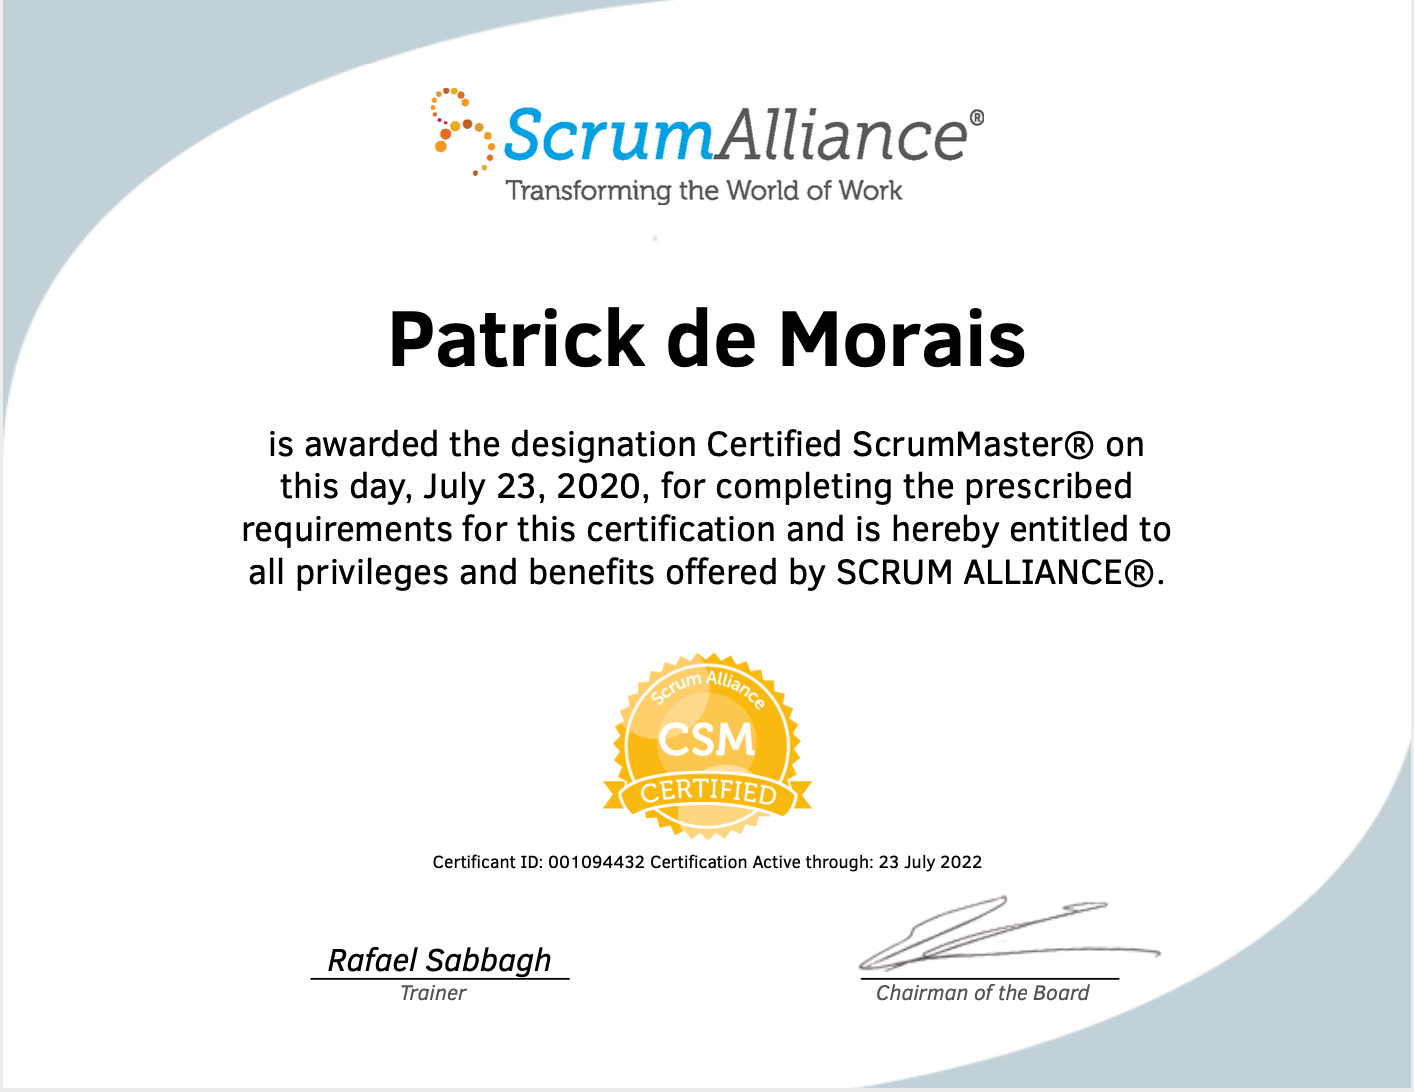 ScrumAlliance®
Transforming the World of Work
Patrick de Morais
is awarded the designation Certified ScrumMaster® on
this day, July 23, 2020, for completing the prescribed
requirements for this certification and is hereby entitled to
all privileges and benefits offered by SCRUM ALLIANCE®.
Scrum Alliance
CSM
CERTIFIED
Certificant ID: 001094432 Certification Active through: 23 July 2022
Rafael Sabbagh
Trainer
Chairman of the Board